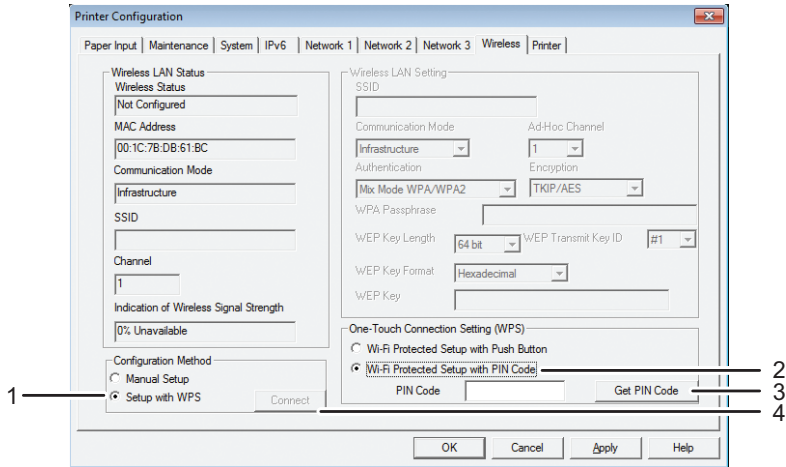 Printer Configuration
Paper Input Maintenance System IPv6 Network 1 Network 2 Network 3 Wireless Printer
Wireless LAN Status
Wireless Status
Not Configured
MAC Address
00:1C:7B:DB:61:BC
Communication Mode
Infrastructure
SSID
Channel
1
Indication of Wireless Signal Strength
0% Unavailable
Configuration Method
Manual Setup
Setup with WPS
Connect
Wireless LAN Setting
SSID
Communication Mode Ad-Hoc Channel
Infrastructure 1
Authentication Encryption
Mix Mode WPA/WPA2 TKIP/AES
WPA Passphrase
WEP Key Length 64 bit WEP Transmit Key ID #1
WEP Key Format Hexadecimal
WEP Key
One-Touch Connection Setting (WPS)
Wi-Fi Protected Setup with Push Button
Wi-Fi Protected Setup with PIN Code
PIN Code Get PIN Code
OK Cancel Apply Help
1
2
3
4